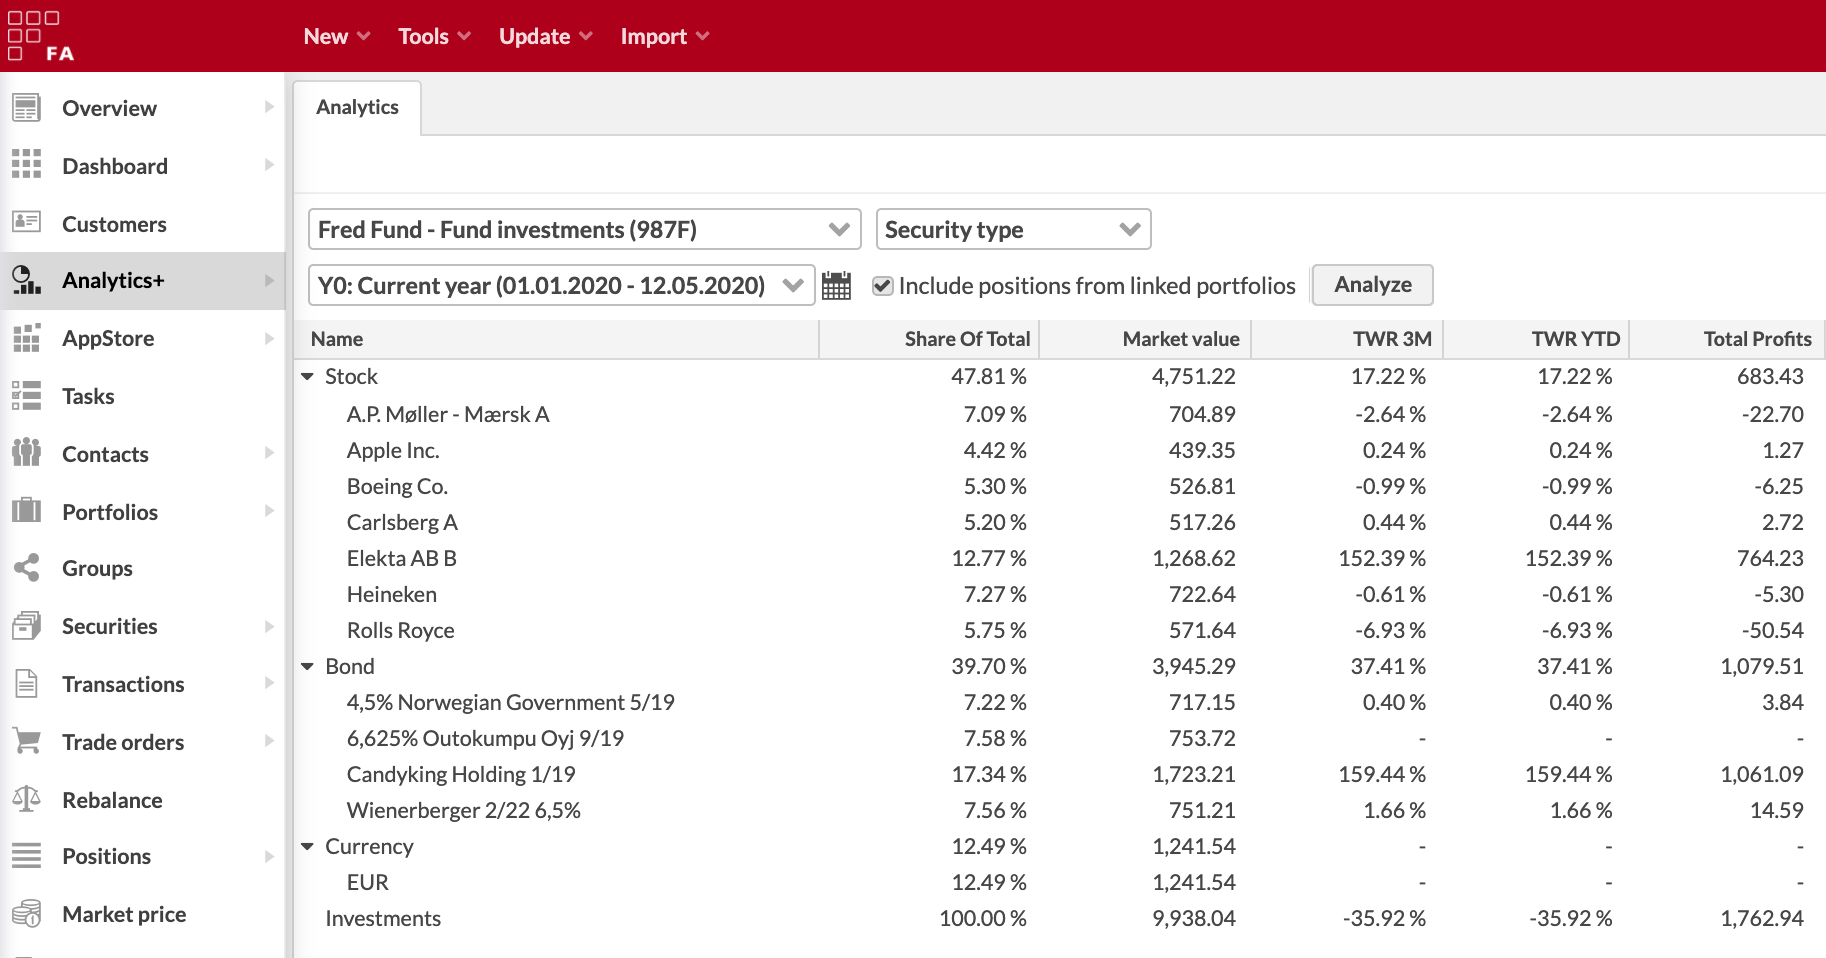 FA
New Tools Update Import
Overview
Dashboard
Customers
Analytics+
AppStore
Tasks
Contacts
Portfolios
Groups
Securities
Transactions
Trade orders
Rebalance
Positions
Market price
Analytics
Fred Fund - Fund investments (987F) Security type
Y0: Current year (01.01.2020 - 12.05.2020) Include positions from linked portfolios Analyze
Name Share Of Total Market value TWR 3M TWR YTD Total Profits
Stock 47.81 % 4,751.22 17.22 % 17.22 % 683.43
A.P. Møller - Mærsk A 7.09 % 704.89 -2.64 % -2.64 % -22.70
Apple Inc. 4.42 % 439.35 0.24 % 0.24 % 1.27
Boeing Co. 5.30 % 526.81 -0.99 % -0.99 % -6.25
Carlsberg A 5.20 % 517.26 0.44 % 0.44 % 2.72
Elekta AB B 12.77 % 1,268.62 152.39 % 152.39 % 764.23
Heineken 7.27 % 722.64 -0.61 % -0.61 % -5.30
Rolls Royce 5.75 % 571.64 -6.93 % -6.93 % -50.54
Bond 39.70 % 3,945.29 37.41 % 37.41 % 1,079.51
4,5% Norwegian Government 5/19 7.22 % 717.15 0.40 % 0.40 % 3.84
6,625% Outokumpu Oyj 9/19 7.58 % 753.72 - - -
Candyking Holding 1/19 17.34 % 1,723.21 159.44 % 159.44 % 1,061.09
Wienerberger 2/22 6,5% 7.56 % 751.21 1.66 % 1.66 % 14.59
Currency 12.49 % 1,241.54 - - -
EUR 12.49 % 1,241.54 - - -
Investments 100.00 % 9,938.04 -35.92 % -35.92 % 1,762.94